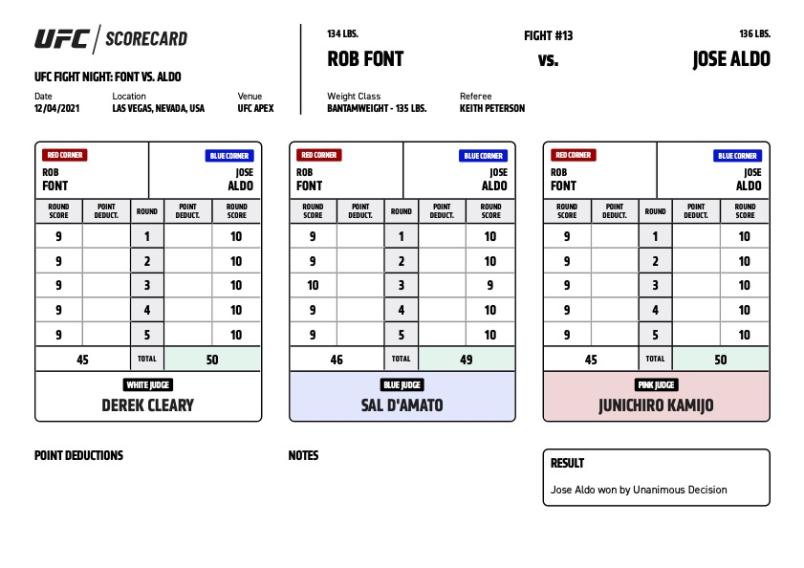 UFC / SCORECARD
UFC FIGHT NIGHT: FONT VS. ALDO
Date Location Venue
12/04/2021 LAS VEGAS, NEVADA, USA UFC APEX
134 LBS. FIGHT #13 136 LBS.
ROB FONT VS. JOSE ALDO
Weight Class Referee
BANTAMWEIGHT - 135 LBS. KEITH PETERSON
RED CORNER BLUE CORNER
ROB JOSE
FONT ALDO
ROUND SCORE POINT DEDUCT. ROUND POINT DEDUCT. ROUND SCORE
9 1 10
9 2 10
9 3 10
9 4 10
9 5 10
45 TOTAL 50
WHITE JUDGE
DEREK CLEARY
RED CORNER BLUE CORNER
ROB JOSE
FONT ALDO
ROUND SCORE POINT DEDUCT. ROUND POINT DEDUCT. ROUND SCORE
9 1 10
9 2 10
10 3 9
9 4 10
9 5 10
46 TOTAL 49
BLUE JUDGE
SAL D'AMATO
RED CORNER BLUE CORNER
ROB JOSE
FONT ALDO
ROUND SCORE POINT DEDUCT. ROUND POINT DEDUCT. ROUND SCORE
9 1 10
9 2 10
9 3 10
9 4 10
9 5 10
45 TOTAL 50
PINK JUDGE
JUNICHIRO KAMIJO
POINT DEDUCTIONS
NOTES
RESULT
Jose Aldo won by Unanimous Decision